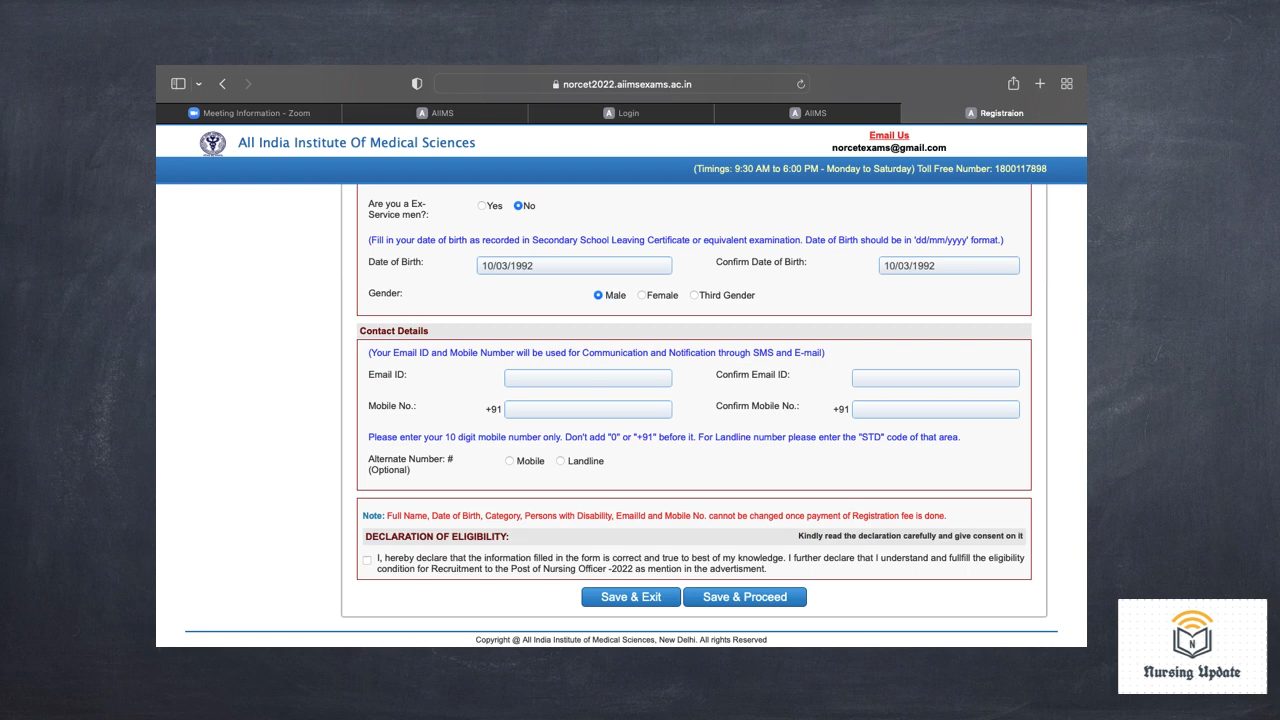 norcet2022.aiimsexams.ac.in
Meeting Information - Zoom
A AIIMS
A Login
A AIIMS
A Registraion
All India Institute Of Medical Sciences
Email Us
norcetexams@gmail.com
(Timings: 9:30 AM to 6:00 PM - Monday to Saturday) Toll Free Number: 1800117898
Are you a Ex-
Service men?:
Yes No
(Fill in your date of birth as recorded in Secondary School Leaving Certificate or equivalent examination. Date of Birth should be in 'dd/mm/yyyy' format.)
Date of Birth: 10/03/1992 Confirm Date of Birth: 10/03/1992
Gender: Male Female Third Gender
Contact Details
(Your Email ID and Mobile Number will be used for Communication and Notification through SMS and E-mail)
Email ID: Confirm Email ID:
Mobile No.: +91 Confirm Mobile No.: +91
Please enter your 10 digit mobile number only. Don't add "0" or "+91" before it. For Landline number please enter the "STD" code of that area.
Alternate Number: #
(Optional)
Mobile Landline
Note: Full Name, Date of Birth, Category, Persons with Disability, EmailId and Mobile No. cannot be changed once payment of Registration fee is done.
DECLARATION OF ELIGIBILITY: Kindly read the declaration carefully and give consent on it
I, hereby declare that the information filled in the form is correct and true to best of my knowledge. I further declare that I understand and fullfill the eligibility
condition for Recruitment to the Post of Nursing Officer -2022 as mention in the advertisment.
Save & Exit Save & Proceed
Copyright @ All India Institute of Medical Sciences, New Delhi. All rights Reserved
N
Nursing Update